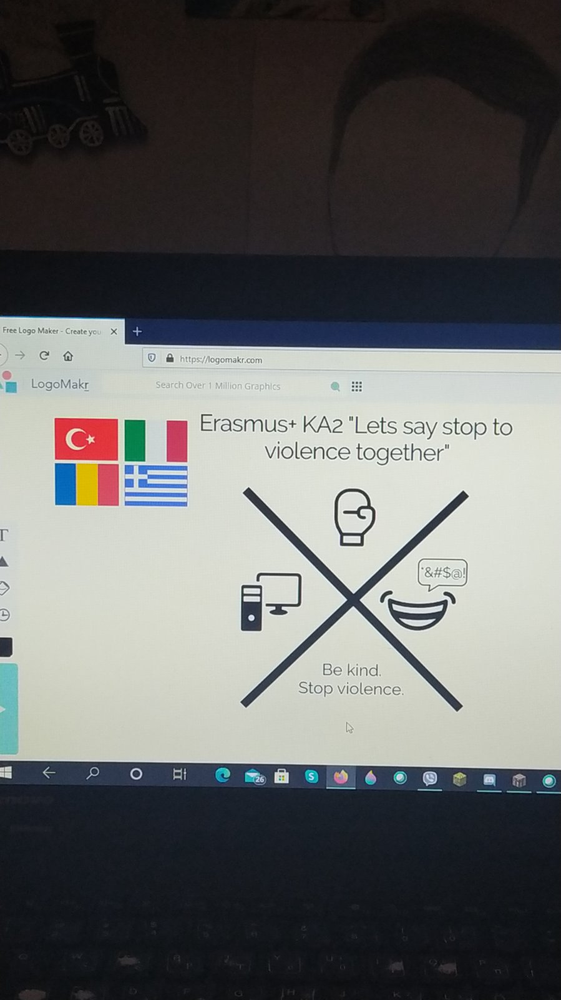 Free Logo Maker - Create you
https://logomakr.com
LogoMakr
Search Over 1 Million Graphics
Erasmus+ KA2 "Lets say stop to
violence together"
*&#$@!
Be kind.
Stop violence.
T
26
S